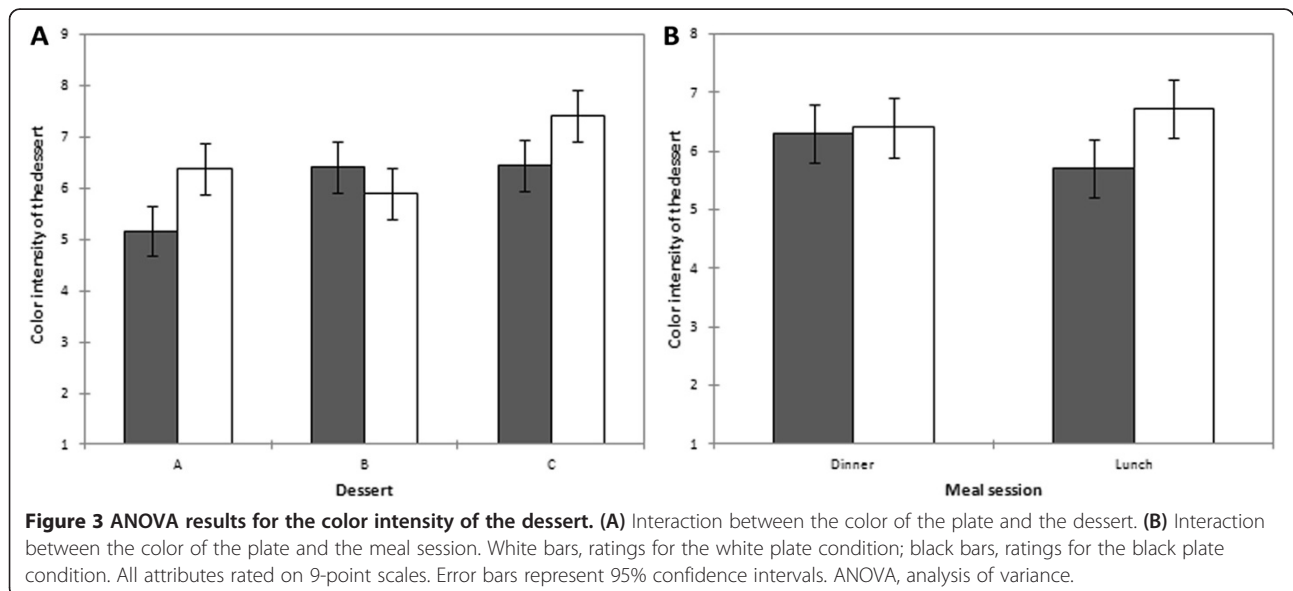 A
B
9
8
7
6
5
4
3
2
1
Color intensity of thedessert
A
B
C
Dessert
8
7
6
5
4
3
2
1
Color intensity of thedessert
Dinner
Lunch
Meal session
Figure 3 ANOVA results for the color intensity of the dessert. (A) Interaction between the color of the plate and the dessert. (B) Interaction
between the color of the plate and the meal session. White bars, ratings for the white plate condition; black bars, ratings for the black plate
condition. All attributes rated on 9-point scales. Error bars represent 95% confidence intervals. ANOVA, analysis of variance.